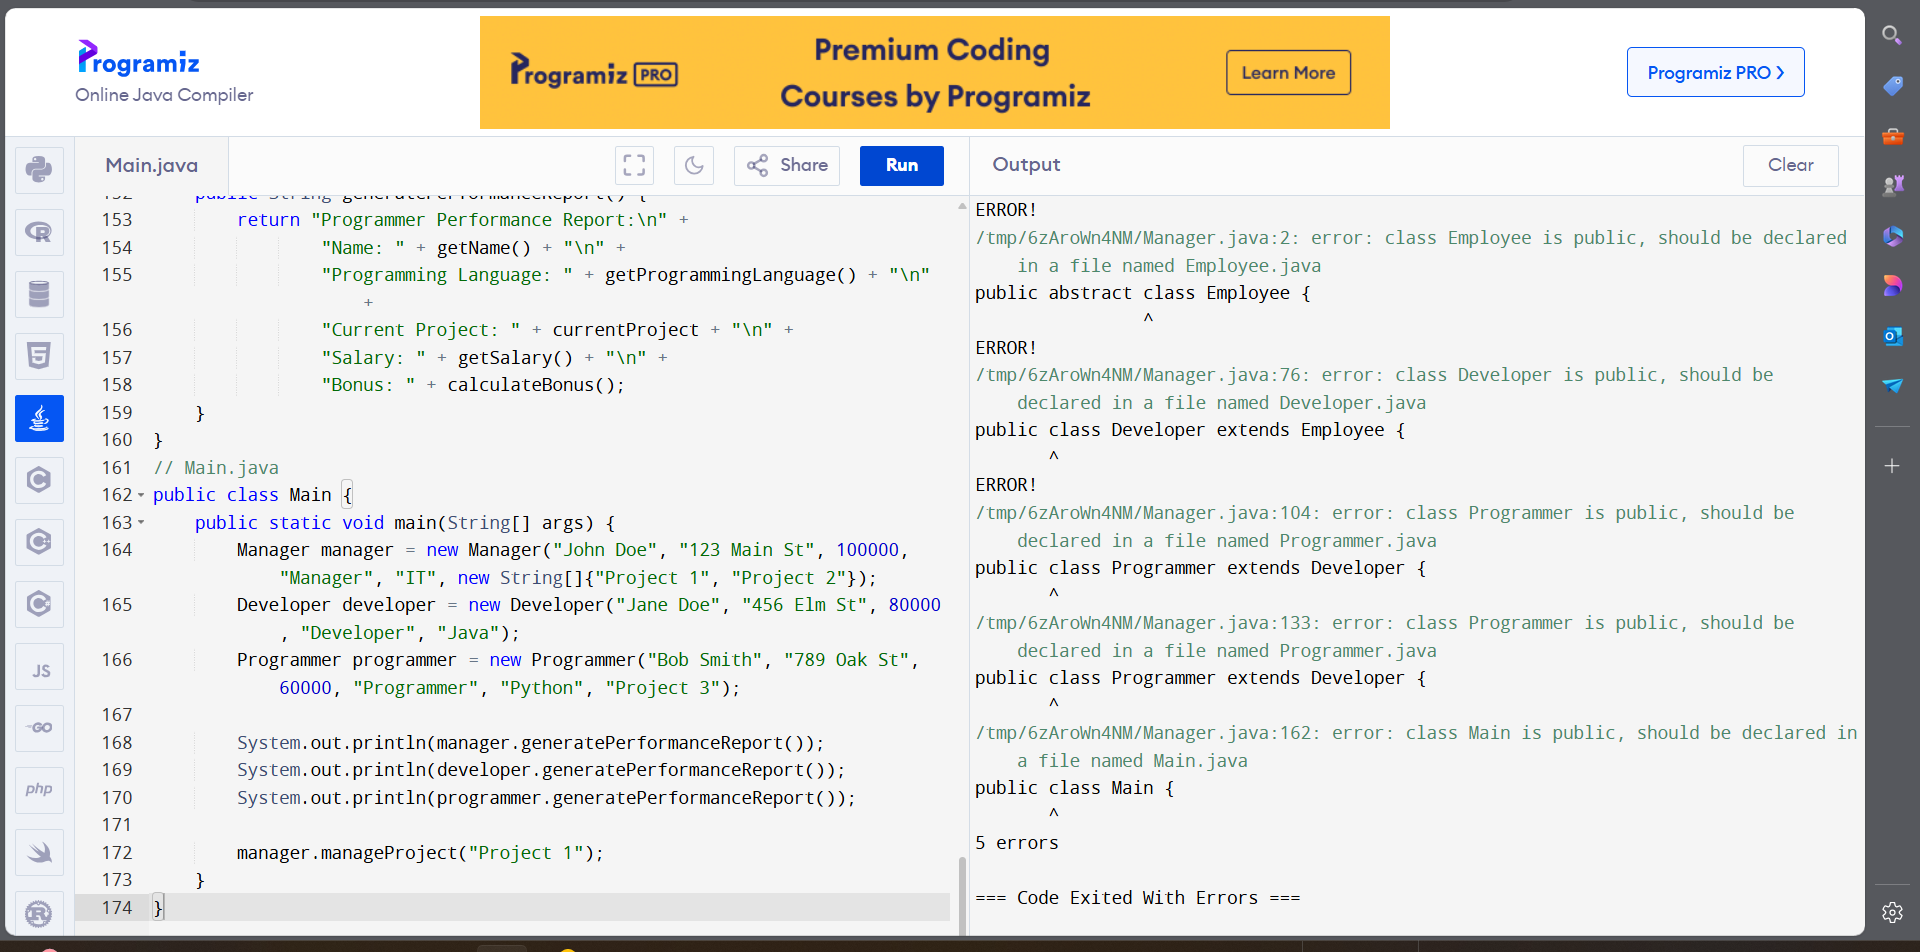 Programiz
Online Java Compiler
Programiz PRO
Premium Coding
Courses by Programiz
Learn More
Programiz PRO
Main.java
Share
Run
Output
Clear
152 public String generatePerformanceReport() {
153 return "Programmer Performance Report:\n" +
154 "Name: " + getName() + "\n" +
155 "Programming Language: " + getProgrammingLanguage() + "\n"
+
156 "Current Project: " + currentProject + "\n" +
157 "Salary: " + getSalary() + "\n" +
158 "Bonus: " + calculateBonus();
159 }
160 }
161 // Main.java
162 public class Main {
163 public static void main(String[] args) {
164 Manager manager = new Manager("John Doe", "123 Main St", 100000,
"Manager", "IT", new String[]{"Project 1", "Project 2"});
165 Developer developer = new Developer("Jane Doe", "456 Elm St", 80000
, "Developer", "Java");
166 Programmer programmer = new Programmer("Bob Smith", "789 Oak St",
60000, "Programmer", "Python", "Project 3");
167
168 System.out.println(manager.generatePerformanceReport());
169 System.out.println(developer.generatePerformanceReport());
170 System.out.println(programmer.generatePerformanceReport());
171
172 manager.manageProject("Project 1");
173 }
174 }
ERROR!
/tmp/6zAroWn4NM/Manager.java:2: error: class Employee is public, should be declared
in a file named Employee.java
public abstract class Employee {
^
ERROR!
/tmp/6zAroWn4NM/Manager.java:76: error: class Developer is public, should be
declared in a file named Developer.java
public class Developer extends Employee {
^
ERROR!
/tmp/6zAroWn4NM/Manager.java:104: error: class Programmer is public, should be
declared in a file named Programmer.java
public class Programmer extends Developer {
^
/tmp/6zAroWn4NM/Manager.java:133: error: class Programmer is public, should be
declared in a file named Programmer.java
public class Programmer extends Developer {
^
/tmp/6zAroWn4NM/Manager.java:162: error: class Main is public, should be declared in
a file named Main.java
public class Main {
^
5 errors
=== Code Exited With Errors ===
R
5
C
C
C
JS
GO
php
R